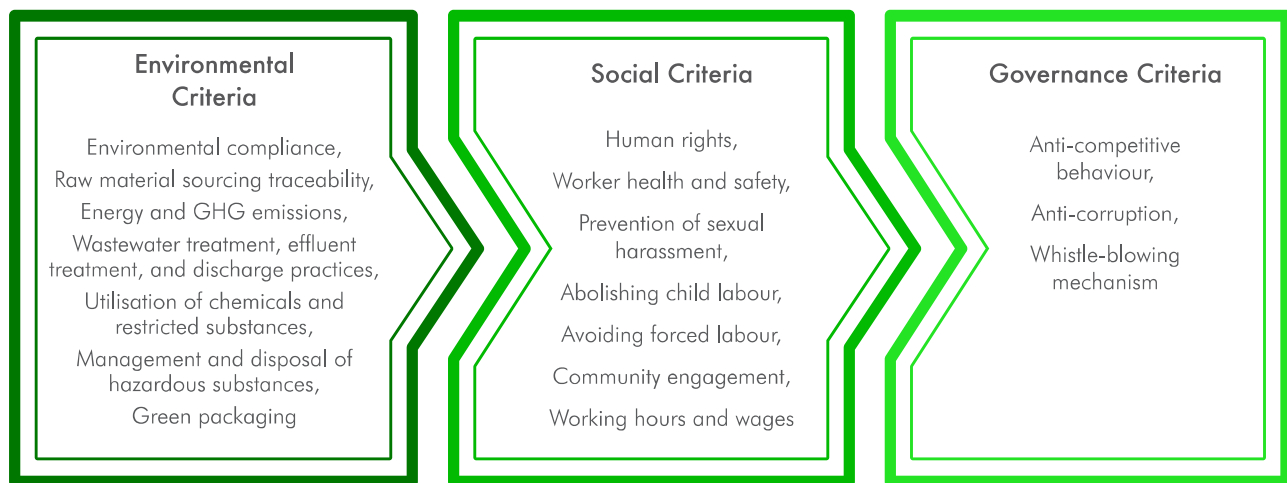 Environmental
Criteria
Environmental compliance,
Raw material sourcing traceability,
Energy and GHG emissions,
Wastewater treatment, effluent
treatment, and discharge practices,
Utilisation of chemicals and
restricted substances,
Management and disposal of
hazardous substances,
Green packaging
Social Criteria
Human rights,
Worker health and safety,
Prevention of sexual
harassment,
Abolishing child labour,
Avoiding forced labour,
Community engagement,
Working hours and wages
Governance Criteria
Anti-competitive
behaviour,
Anti-corruption,
Whistle-blowing
mechanism